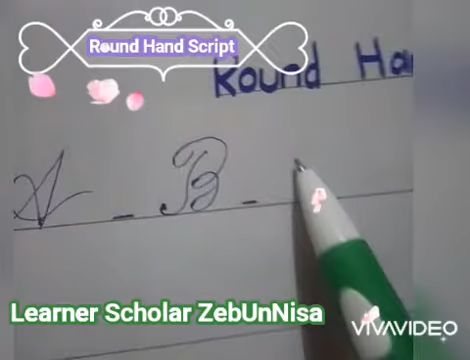 Round Hand Script
Round Ha
A - B -
Learner Scholar ZebUnNisa
VIVAVIDEO